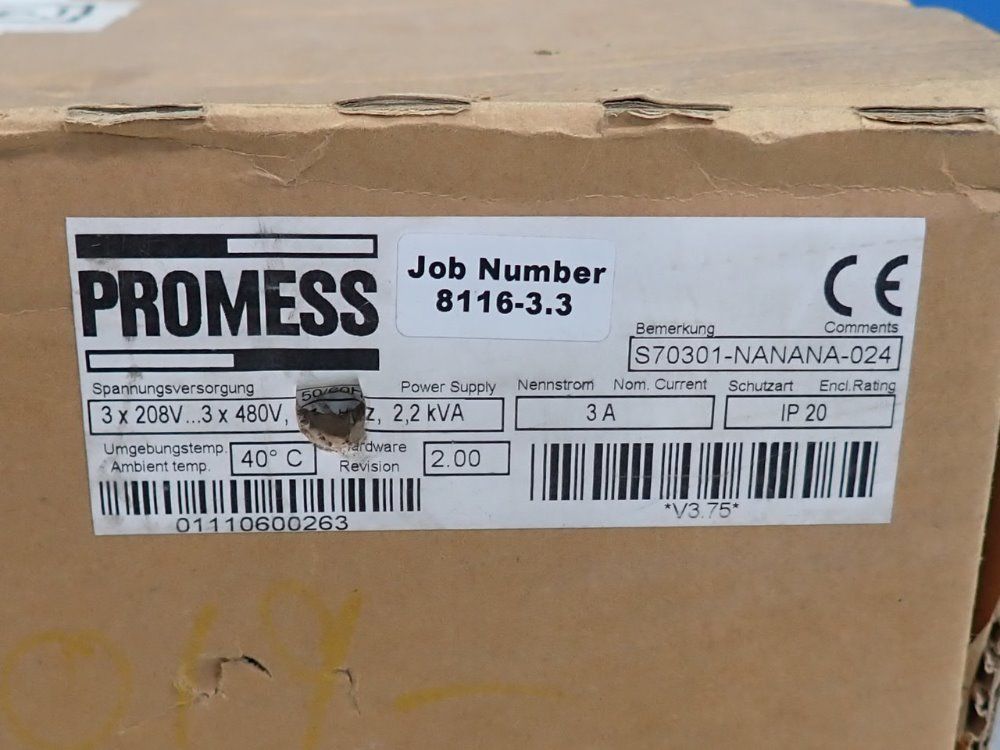 PROMESS
Job Number
8116-3.3
CE
Bemerkung Comments
S70301-NANANA-024
Spannungsversorgung Power Supply
3 x 208V...3 x 480V, 2,2 kVA
Nennstrom Nom. Current
3 A
Schutzart Encl.Rating
IP 20
Umgebungstemp.
Ambient temp.
40° C
Revision
2.00
01110600263
*V3.75*